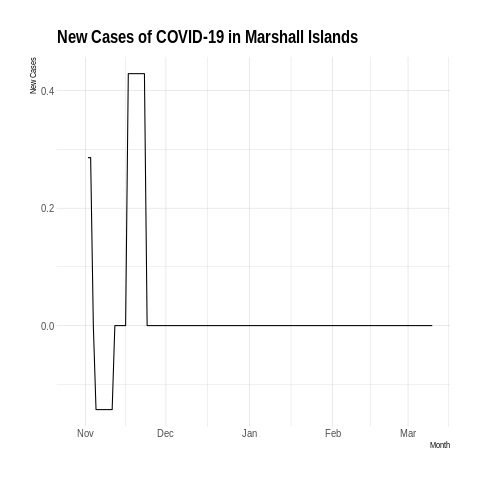 New Cases of COVID-19 in Marshall Islands
New Cases
0.4
0.2
0.0
Nov Dec Jan Feb Mar
Month